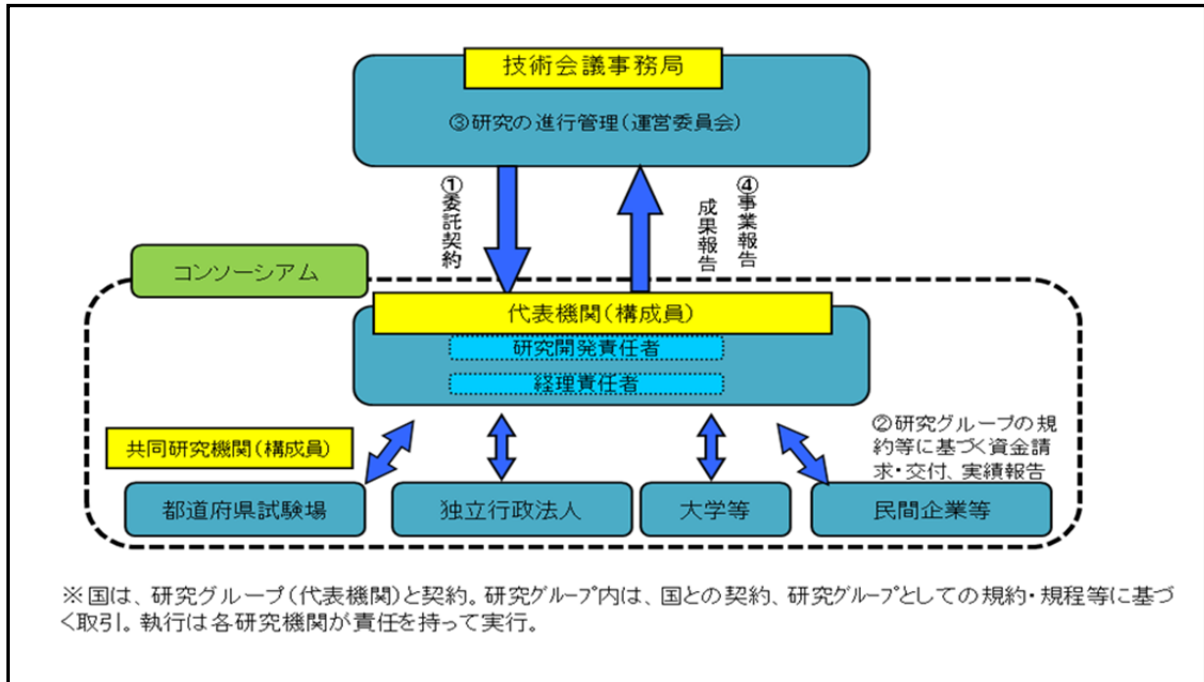 技術会議事務局
③研究の進行管理(運営委員会)
①委託契約
④事業報告
成果報告
コンソーシアム
代表機関(構成員)
研究開発責任者
経理責任者
共同研究機関(構成員)
②研究グループの規
約等に基づく資金請
求・交付、実績報告
都道府県試験場
独立行政法人
大学等
民間企業等
※国は、研究グループ(代表機関)と契約。研究グループ内は、国との契約、研究グループとしての規約・規程等に基づ
く取引。執行は各研究機関が責任を持って実行。